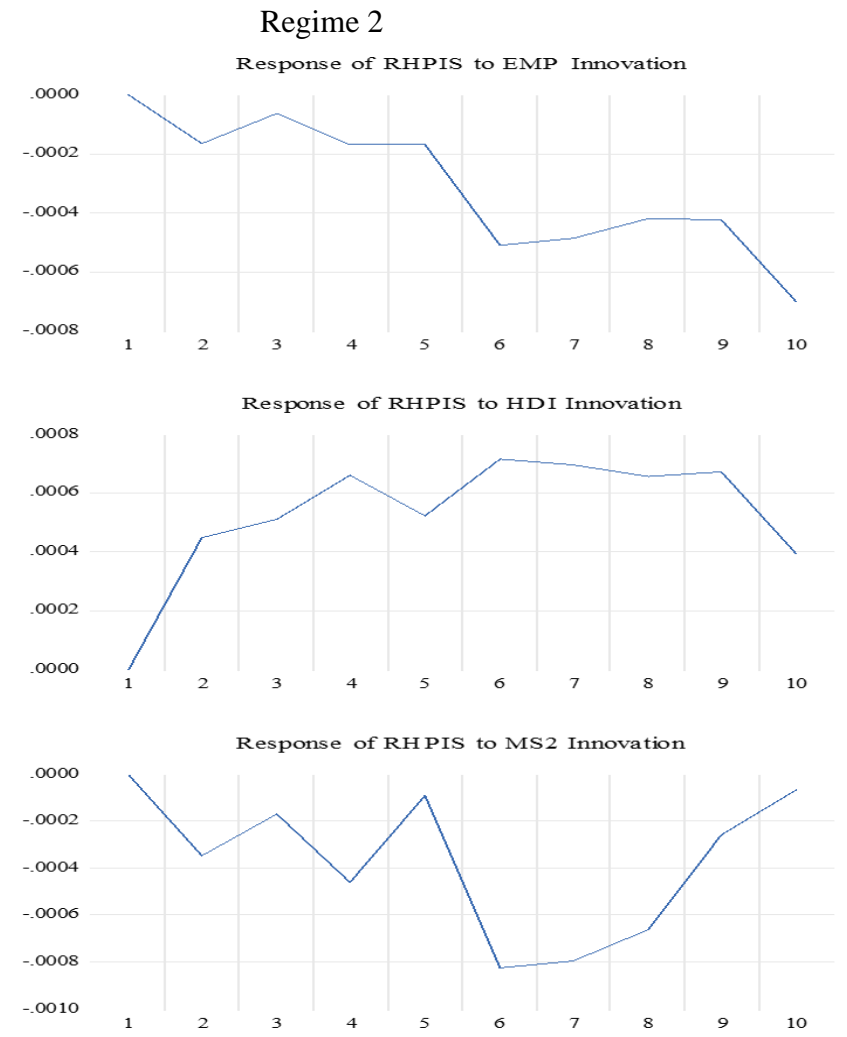 Regime 2
Response of RHPIS to EMP Innovation
.0000
-.0002
-.0004
-.0006
-.0008
1 2 3 4 5 6 7 8 9 10
Response of RHPIS to HDI Innovation
.0008
.0006
.0004
.0002
.0000
1 2 3 4 5 6 7 8 9 10
Response of RHPIS to MS2 Innovation
.0000
-.0002
-.0004
-.0006
-.0008
-.0010
1 2 3 4 5 6 7 8 9 10